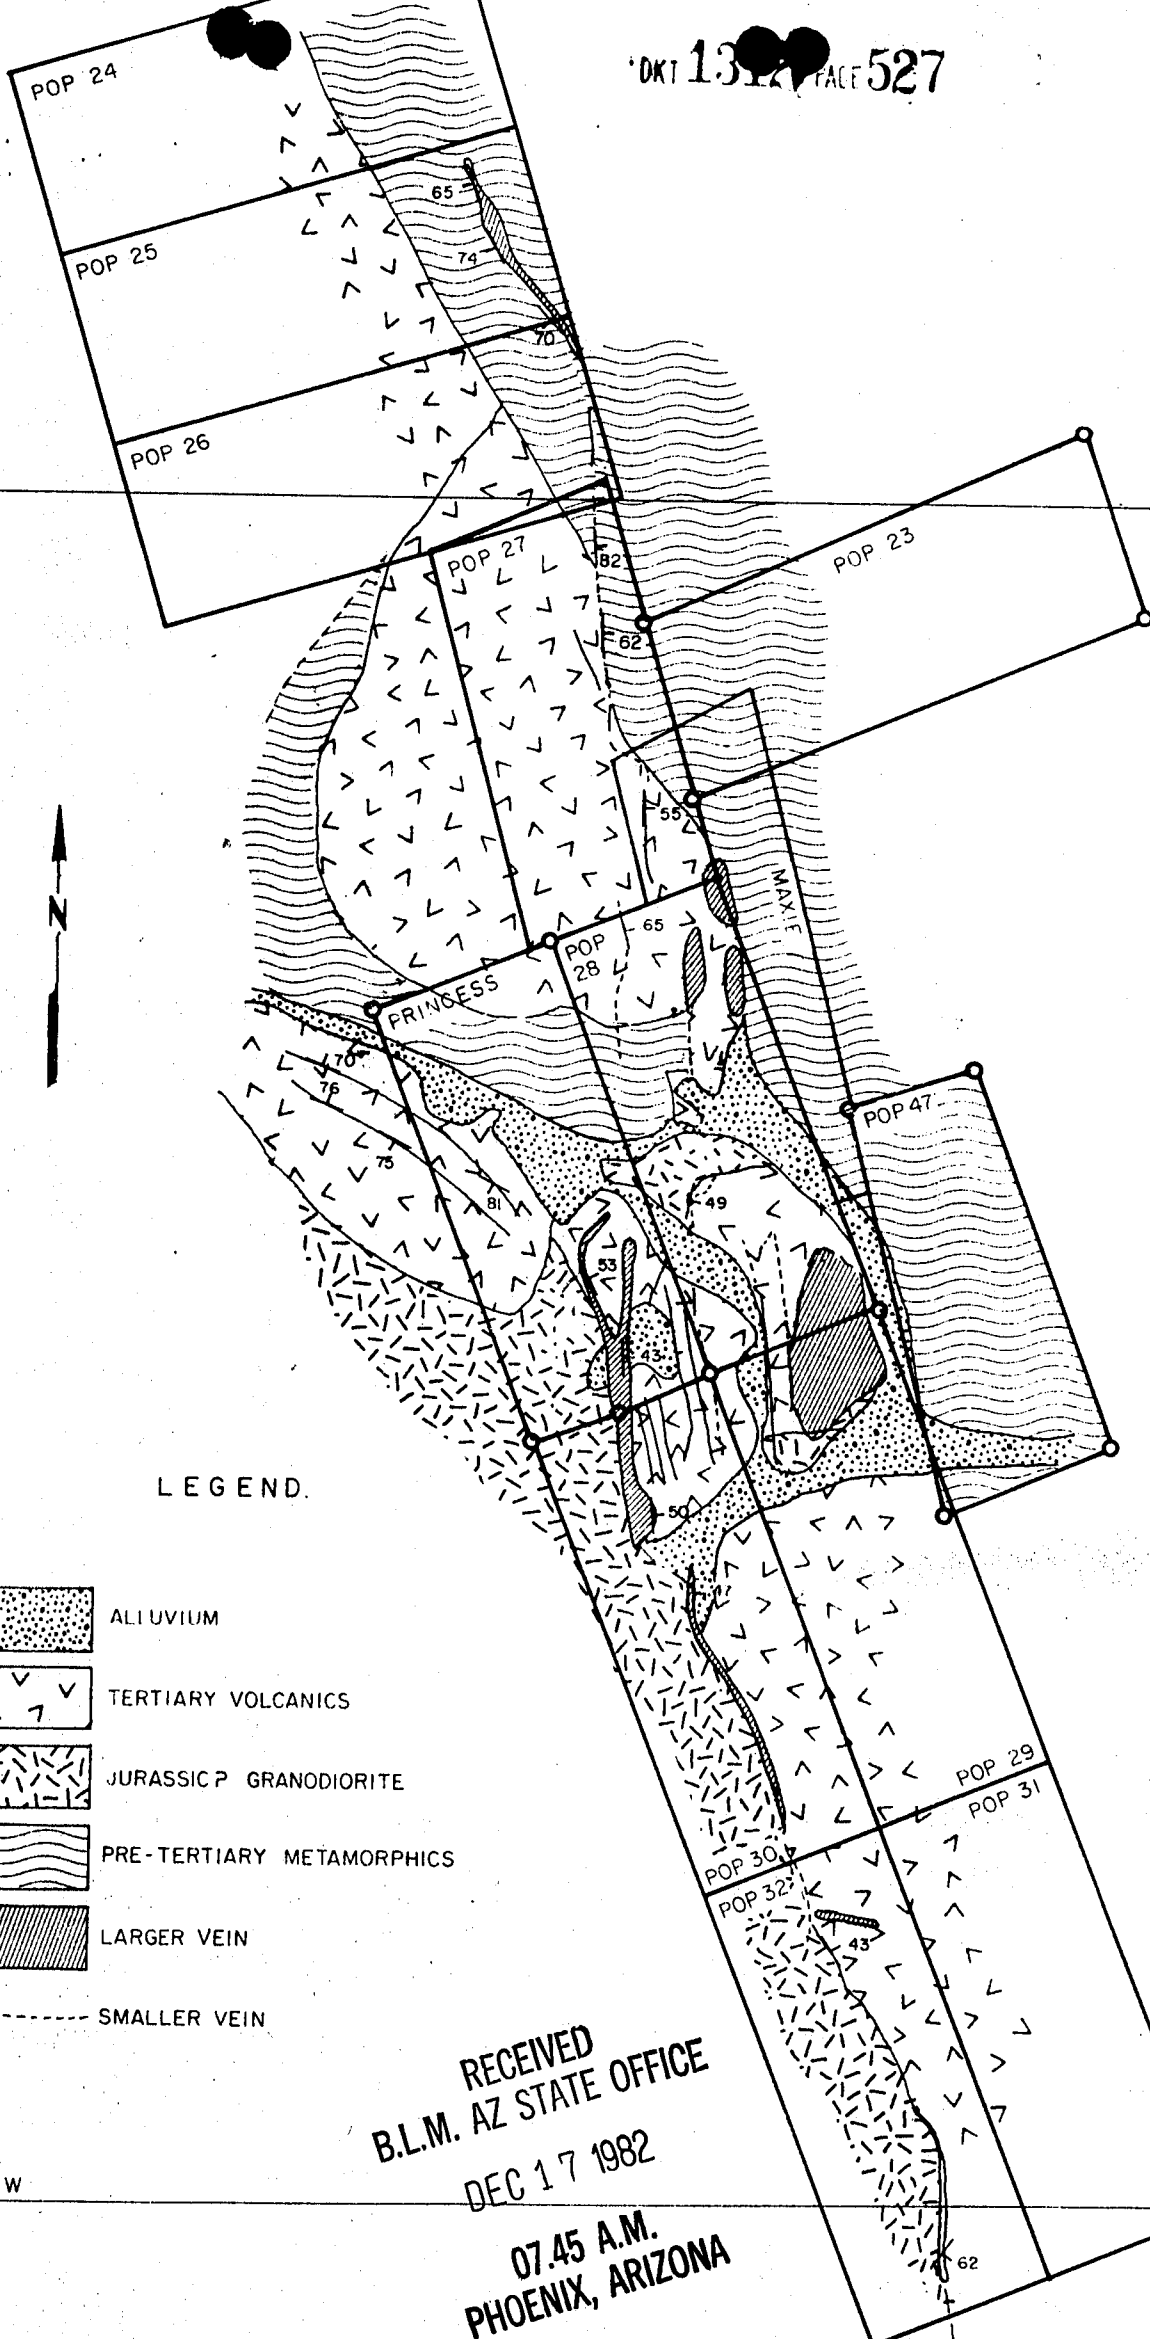 DKT PAGE 527
POP 24
65
POP 25
74
70
POP 26
POP 27
POP 23
82
62
55
MAXIE
65
POP
28
PRINCESS
70
76
POP 47
75
81
49
33
43
50
N
LEGEND.
ALLUVIUM
TERTIARY VOLCANICS
JURASSIC? GRANODIORITE
PRE-TERTIARY METAMORPHICS
LARGER VEIN
SMALLER VEIN
POP 29
POP 31
POP 30
POP 32
43
RECEIVED
B.L.M. AZ STATE OFFICE
DEC 17 1982
07.45 A.M.
PHOENIX, ARIZONA
W
62